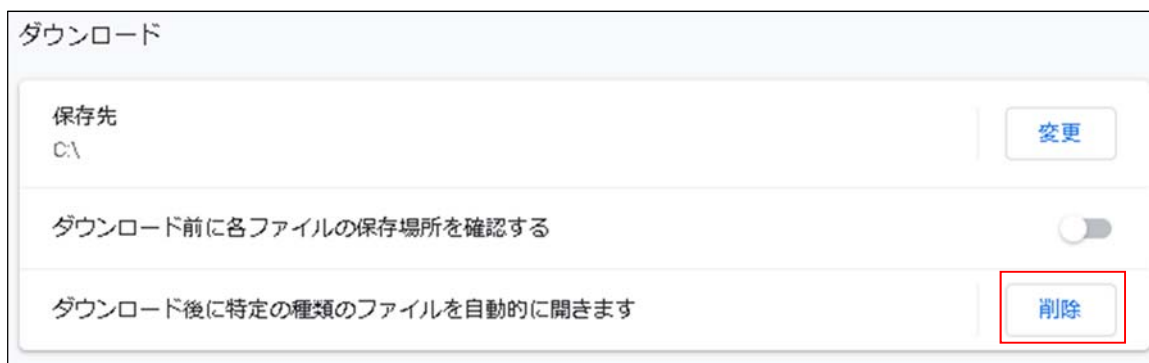 ダウンロード
保存先
C:\
変更
ダウンロード前に各ファイルの保存場所を確認する
ダウンロード後に特定の種類のファイルを自動的に開きます
削除